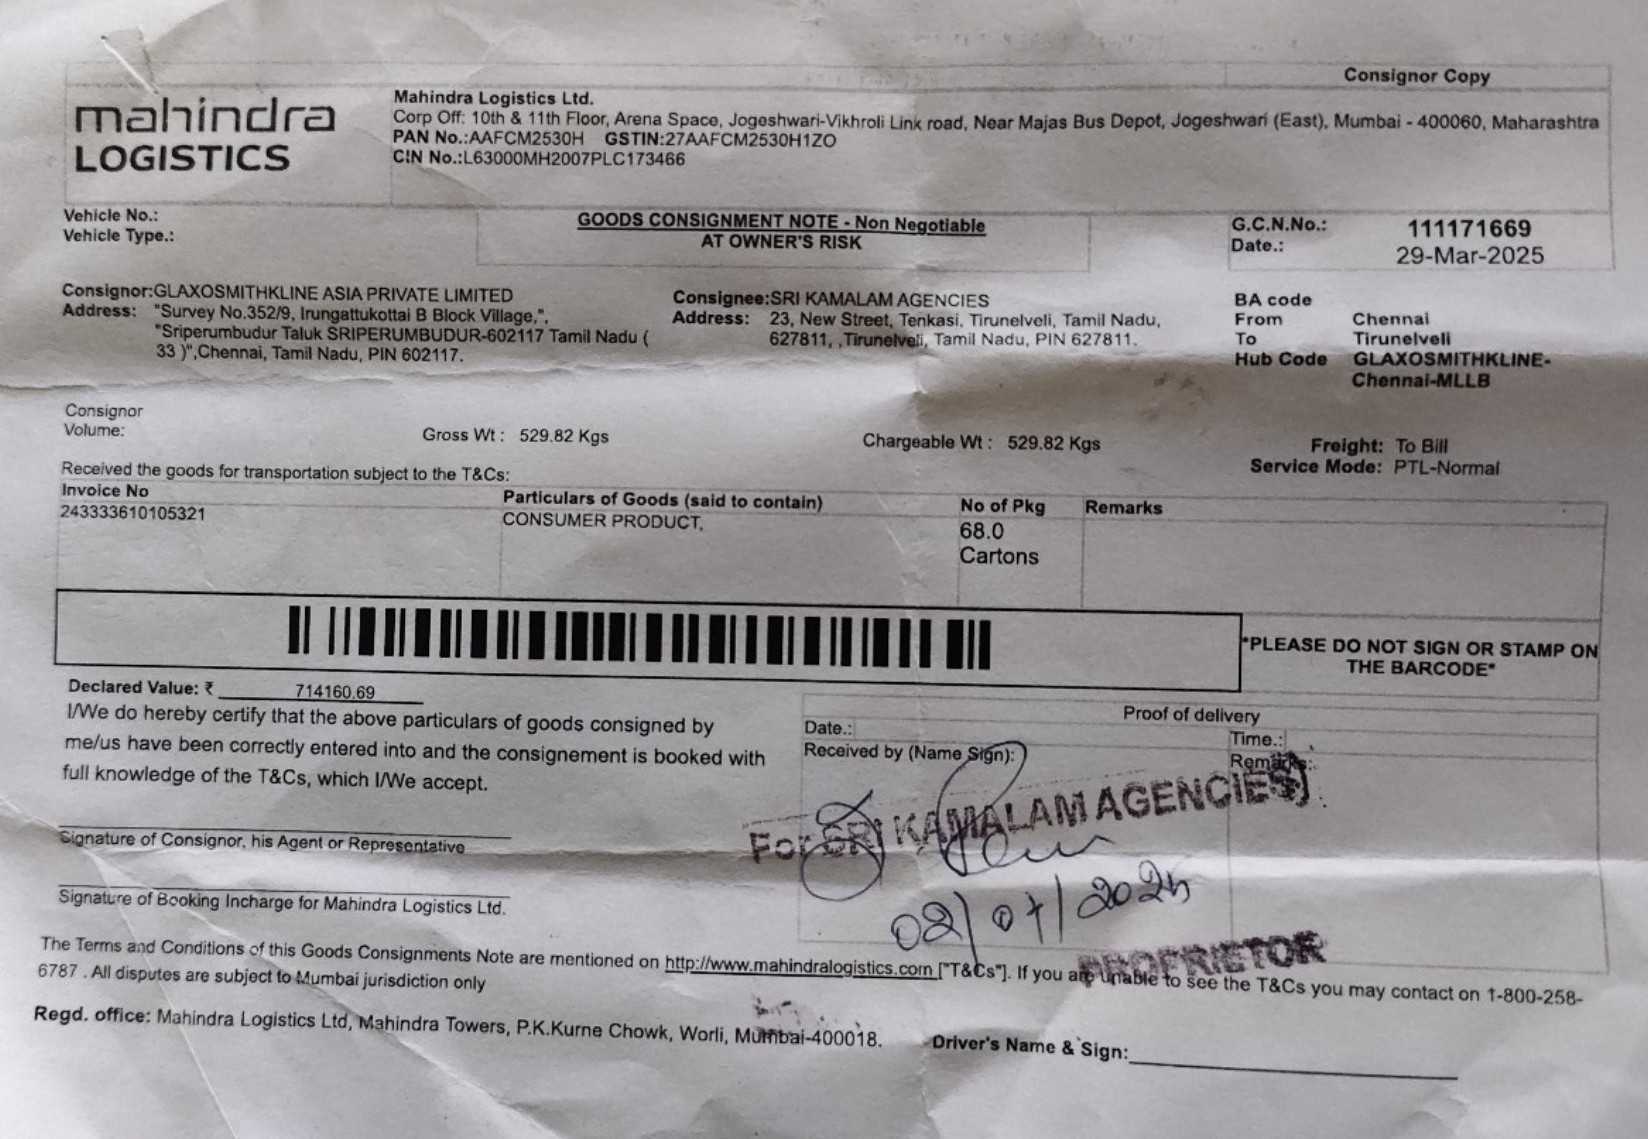 Consignor Copy
mahindra
LOGISTICS
Mahindra Logistics Ltd.
Corp Off: 10th & 11th Floor, Arena Space, Jogeshwari-Vikhroli Link road, Near Majas Bus Depot, Jogeshwari (East), Mumbai - 400060, Maharashtra
PAN No.:AAFCM2530H GSTIN:27AAFCM2530H1ZO
CIN No.:L63000MH2007PLC173466
Vehicle No.:
Vehicle Type.:
GOODS CONSIGNMENT NOTE - Non Negotiable
AT OWNER'S RISK
G.C.N.No.: 111171669
Date.: 29-Mar-2025
Consignor:GLAXOSMITHKLINE ASIA PRIVATE LIMITED
Address: "Survey No.352/9, Irungattukottai B Block Village,",
"Sriperumbudur Taluk SRIPERUMBUDUR-602117 Tamil Nadu (
33 )",Chennai, Tamil Nadu, PIN 602117.
Consignee:SRI KAMALAM AGENCIES
Address: 23, New Street, Tenkasi, Tirunelveli, Tamil Nadu,
627811, ,Tirunelveli, Tamil Nadu, PIN 627811.
BA code
From Chennai
To Tirunelveli
Hub Code GLAXOSMITHKLINE-
Chennai-MLLB
Consignor
Volume:
Gross Wt : 529.82 Kgs
Chargeable Wt : 529.82 Kgs
Freight: To Bill
Service Mode: PTL-Normal
Received the goods for transportation subject to the T&Cs:
Invoice No
243333610105321
Particulars of Goods (said to contain)
CONSUMER PRODUCT,
No of Pkg
68.0
Cartons
Remarks
*PLEASE DO NOT SIGN OR STAMP ON
THE BARCODE*
Declared Value: ₹ 714160.69
I/We do hereby certify that the above particulars of goods consigned by
me/us have been correctly entered into and the consignement is booked with
full knowledge of the T&Cs, which I/We accept.
Proof of delivery
Date.:
Time.:
Received by (Name Sign):
Remarks:
For SRI KAMALAM AGENCIES
02/04/2025
PROPRIETOR
Signature of Consignor, his Agent or Representative
Signature of Booking Incharge for Mahindra Logistics Ltd.
The Terms and Conditions of this Goods Consignments Note are mentioned on http://www.mahindralogistics.com ["T&Cs"]. If you are unable to see the T&Cs you may contact on 1-800-258-
6787 . All disputes are subject to Mumbai jurisdiction only
Regd. office: Mahindra Logistics Ltd, Mahindra Towers, P.K.Kurne Chowk, Worli, Mumbai-400018.
Driver's Name & Sign: